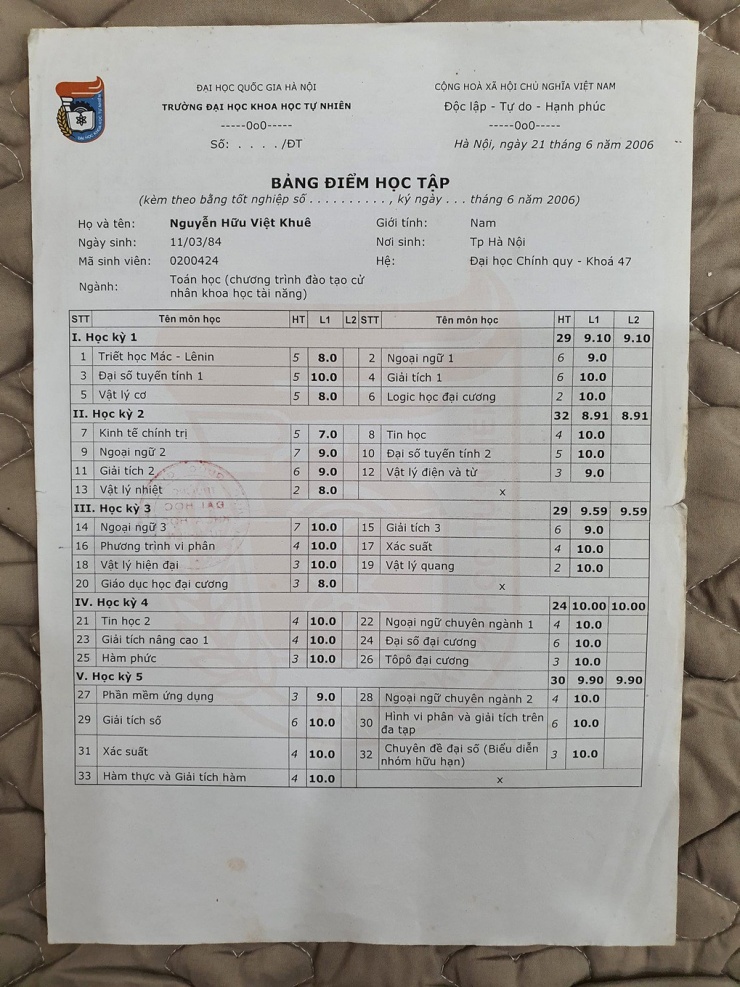 ĐẠI HỌC QUỐC GIA HÀ NỘI
TRƯỜNG ĐẠI HỌC KHOA HỌC TỰ NHIÊN
-----0o0-----
Số: . . . . /ĐT
CỘNG HOÀ XÃ HỘI CHỦ NGHĨA VIỆT NAM
Độc lập - Tự do - Hạnh phúc
-----0o0-----
Hà Nội, ngày 21 tháng 6 năm 2006
BẢNG ĐIỂM HỌC TẬP
(kèm theo bằng tốt nghiệp số . . . . . . . . . . , ký ngày . . . tháng 6 năm 2006)
Họ và tên: Nguyễn Hữu Việt Khuê Giới tính: Nam
Ngày sinh: 11/03/84 Nơi sinh: Tp Hà Nội
Mã sinh viên: 0200424 Hệ: Đại học Chính quy - Khoá 47
Ngành: Toán học (chương trình đào tạo cử
nhân khoa học tài năng)
STT Tên môn học HT L1 L2 STT Tên môn học HT L1 L2
I. Học kỳ 1 29 9.10 9.10
1 Triết học Mác - Lênin 5 8.0 2 Ngoại ngữ 1 6 9.0
3 Đại số tuyến tính 1 5 10.0 4 Giải tích 1 6 10.0
5 Vật lý cơ 5 8.0 6 Logic học đại cương 2 10.0
II. Học kỳ 2 32 8.91 8.91
7 Kinh tế chính trị 5 7.0 8 Tin học 4 10.0
9 Ngoại ngữ 2 7 9.0 10 Đại số tuyến tính 2 5 10.0
11 Giải tích 2 6 9.0 12 Vật lý điện và từ 3 9.0
13 Vật lý nhiệt 2 8.0 x
III. Học kỳ 3 29 9.59 9.59
14 Ngoại ngữ 3 7 10.0 15 Giải tích 3 6 9.0
16 Phương trình vi phân 4 10.0 17 Xác suất 4 10.0
18 Vật lý hiện đại 3 10.0 19 Vật lý quang 2 10.0
20 Giáo dục học đại cương 3 8.0 x
IV. Học kỳ 4 24 10.00 10.00
21 Tin học 2 4 10.0 22 Ngoại ngữ chuyên ngành 1 4 10.0
23 Giải tích nâng cao 1 4 10.0 24 Đại số đại cương 6 10.0
25 Hàm phức 3 10.0 26 Tôpô đại cương 3 10.0
V. Học kỳ 5 30 9.90 9.90
27 Phần mềm ứng dụng 3 9.0 28 Ngoại ngữ chuyên ngành 2 4 10.0
29 Giải tích số 6 10.0 30 Hình vi phân và giải tích trên
đa tạp 6 10.0
31 Xác suất 4 10.0 32 Chuyên đề đại số (Biểu diễn
nhóm hữu hạn) 3 10.0
33 Hàm thực và Giải tích hàm 4 10.0 x